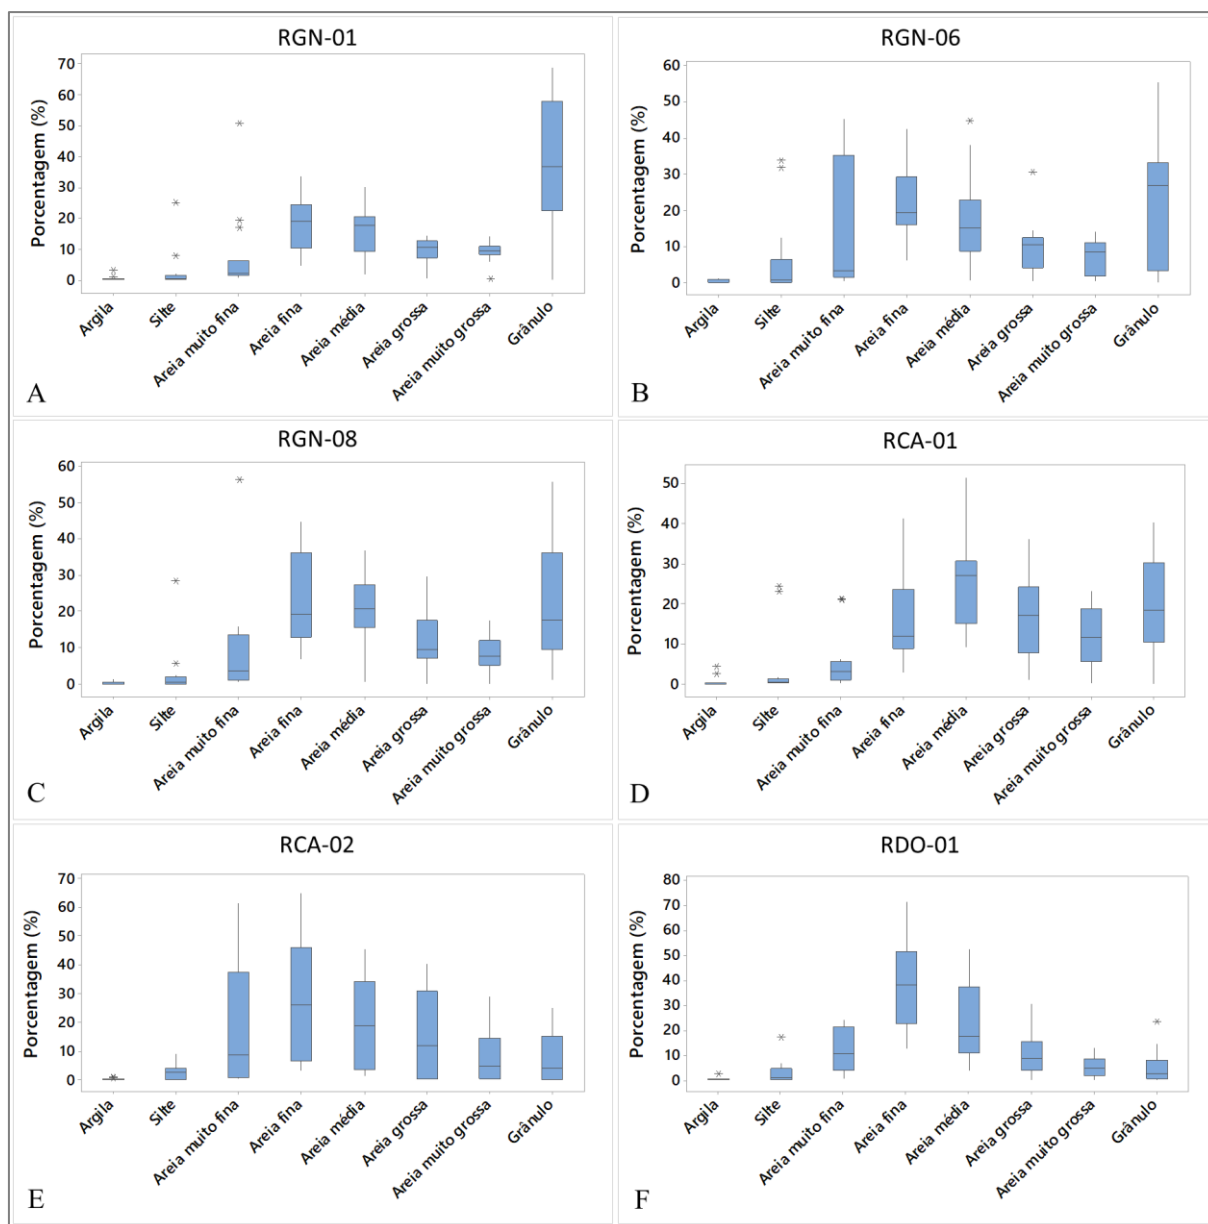 RGN-01
Porcentagem (%)
70
60
50
40
30
20
10
0
Argila
Silte
Areia muito fina
Areia fina
Areia média
Areia grossa
Areia muito grossa
Grânulo
A
RGN-06
Porcentagem (%)
60
50
40
30
20
10
0
Argila
Silte
Areia muito fina
Areia fina
Areia média
Areia grossa
Areia muito grossa
Grânulo
B
RGN-08
Porcentagem (%)
60
50
40
30
20
10
0
Argila
Silte
Areia muito fina
Areia fina
Areia média
Areia grossa
Areia muito grossa
Grânulo
C
RCA-01
Porcentagem (%)
50
40
30
20
10
0
Argila
Silte
Areia muito fina
Areia fina
Areia média
Areia grossa
Areia muito grossa
Grânulo
D
RCA-02
Porcentagem (%)
70
60
50
40
30
20
10
0
Argila
Silte
Areia muito fina
Areia fina
Areia média
Areia grossa
Areia muito grossa
Grânulo
E
RDO-01
Porcentagem (%)
80
70
60
50
40
30
20
10
0
Argila
Silte
Areia muito fina
Areia fina
Areia média
Areia grossa
Areia muito grossa
Grânulo
F